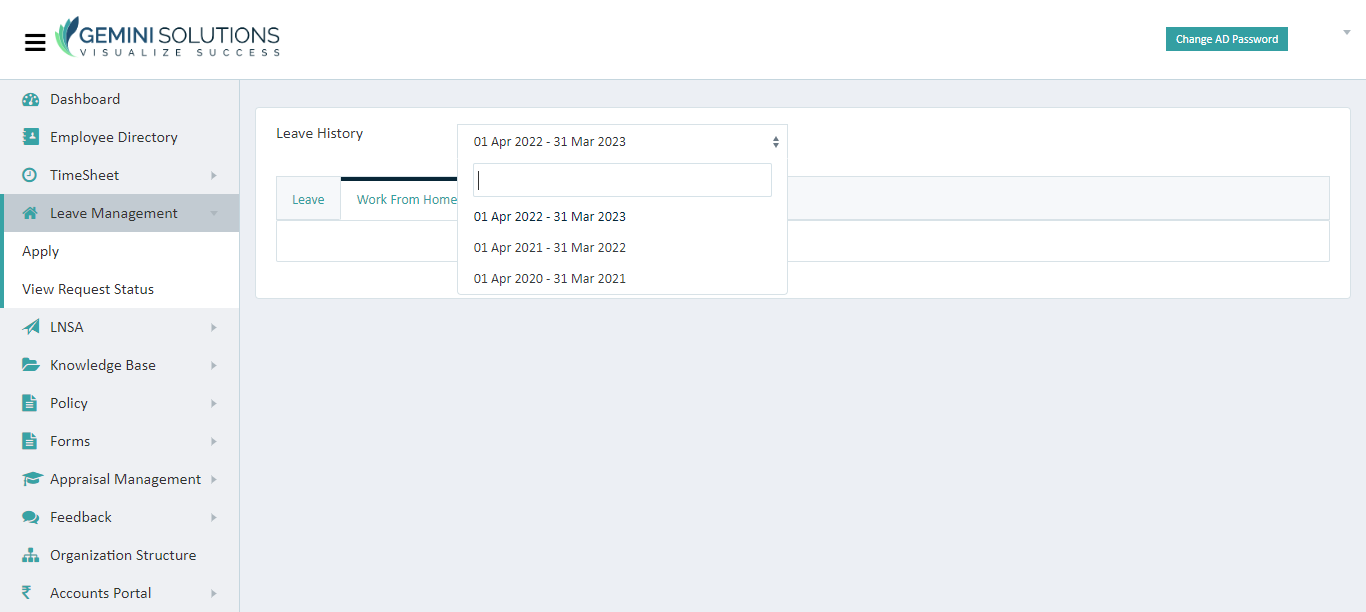 GEMINI SOLUTIONS
VISUALIZE SUCCESS
Change AD Password
Dashboard
Employee Directory
TimeSheet
Leave Management
Apply
View Request Status
LNSA
Knowledge Base
Policy
Forms
Appraisal Management
Feedback
Organization Structure
₹ Accounts Portal
Leave History
01 Apr 2022 - 31 Mar 2023
Leave
Work From Home
01 Apr 2022 - 31 Mar 2023
01 Apr 2021 - 31 Mar 2022
01 Apr 2020 - 31 Mar 2021